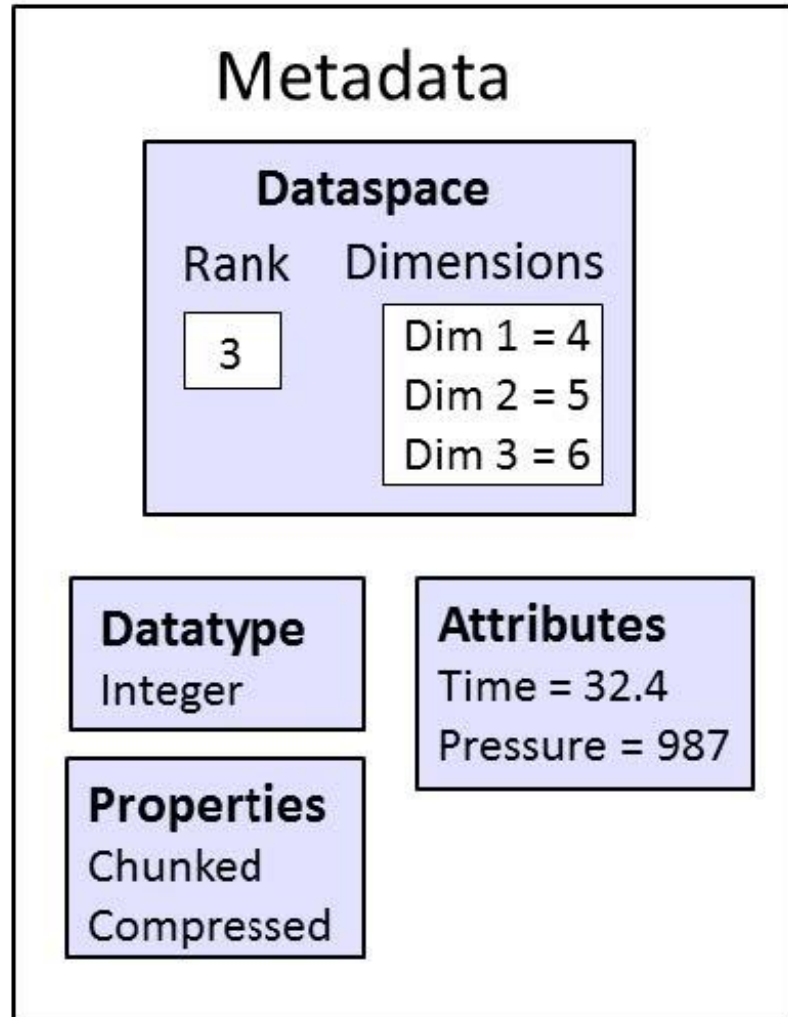 Metadata
Dataspace
Rank Dimensions
3
Dim 1 = 4
Dim 2 = 5
Dim 3 = 6
Datatype
Integer
Attributes
Time = 32.4
Pressure = 987
Properties
Chunked
Compressed